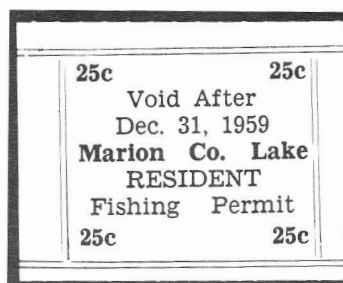 25c 25c
Void After
Dec. 31, 1959
Marion Co. Lake
RESIDENT
Fishing Permit
25c 25c